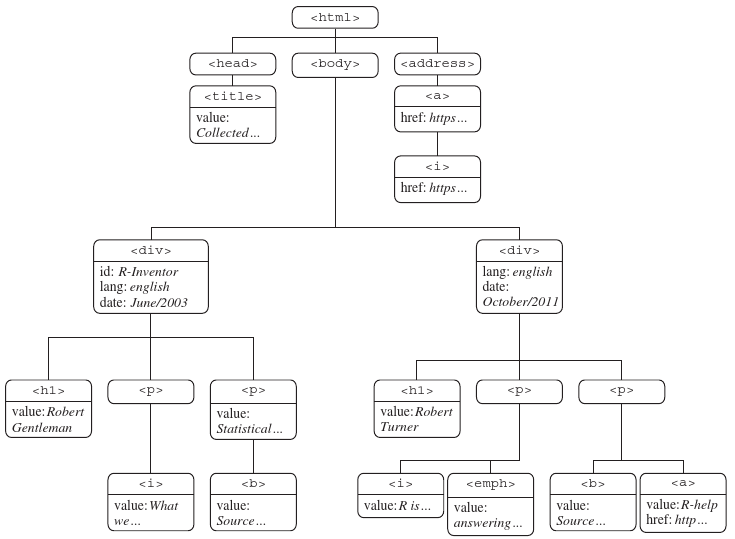 <html>
<head>
<body>
<address>
<title>
value:
Collected...
<a>
href: https...
<i>
href: https...
<div>
id: R-Inventor
lang: english
date: June/2003
<div>
lang: english
date:
October/2011
<h1>
value: Robert
Gentleman
<p>
<p>
value:
Statistical...
<h1>
value: Robert
Turner
<p>
<p>
<i>
value: What
we...
<b>
value:
Source...
<i>
value: R is...
<emph>
value:
answering...
<b>
value:
Source...
<a>
value: R-help
href: http...